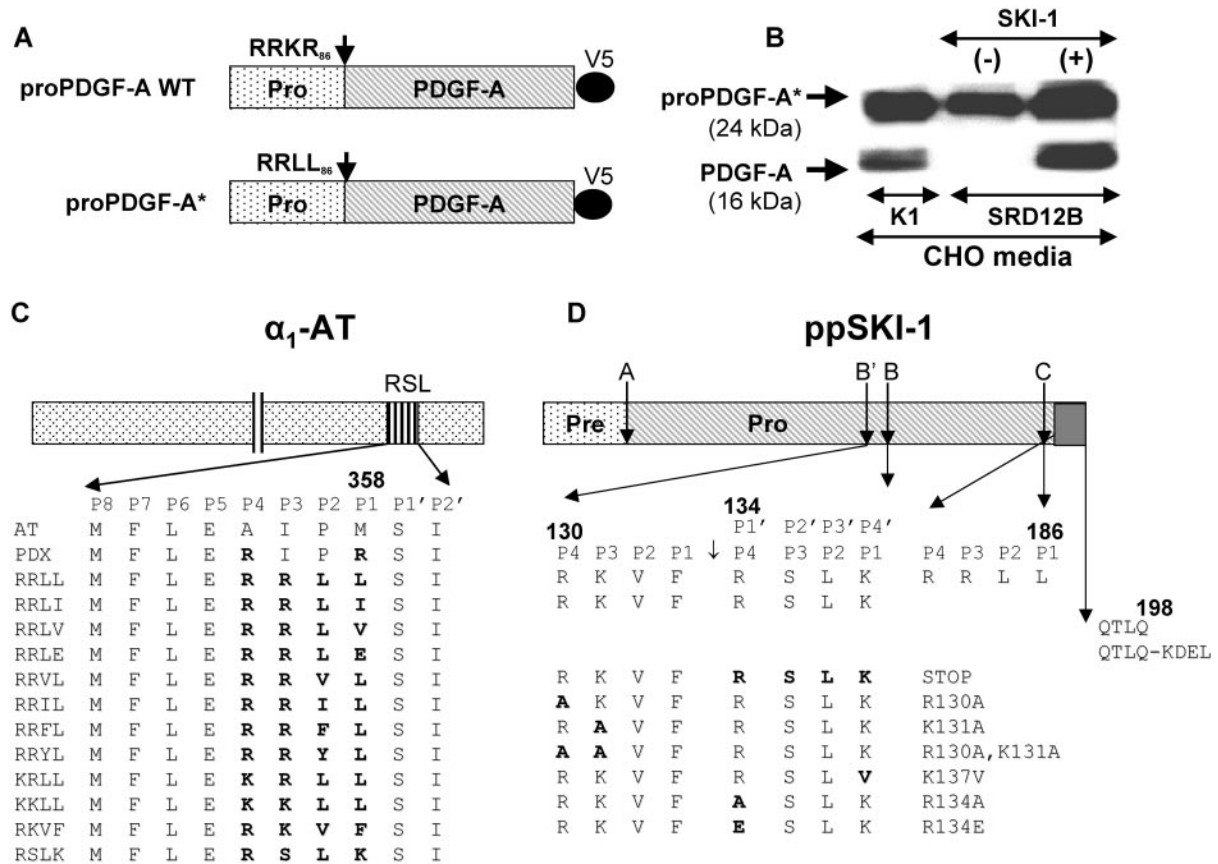 A
RRKR86
V5
proPDGF-A WT
Pro
PDGF-A
RRLL86
V5
proPDGF-A*
Pro
PDGF-A
B
SKI-1
(-) (+)
proPDGF-A*
(24 kDa)
PDGF-A
(16 kDa)
K1 SRD12B
CHO media
C
α1-AT
RSL
358
P8 P7 P6 P5 P4 P3 P2 P1 P1' P2'
AT M F L E A I P M S I
PDX M F L E R I P R S I
RRLL M F L E R R L L S I
RRLI M F L E R R L I S I
RRLV M F L E R R L V S I
RRLE M F L E R R L E S I
RRVL M F L E R R V L S I
RRIL M F L E R R I L S I
RRFL M F L E R R F L S I
RRYL M F L E R R Y L S I
KRLL M F L E K R L L S I
KKLL M F L E K K L L S I
RKVF M F L E R K V F S I
RSLK M F L E R S L K S I
D
ppSKI-1
A B' B C
Pre Pro
134
P1' P2' P3' P4'
130 186
P4 P3 P2 P1 ↓ P4 P3 P2 P1 P4 P3 P2 P1
R K V F R S L K R R L L
R K V F R S L K
198
QTLQ
QTLQ-KDEL
R K V F R S L K STOP
A K V F R S L K R130A
R A V F R S L K K131A
A A V F R S L K R130A,K131A
R K V F R S L V K137V
R K V F A S L K R134A
R K V F E S L K R134E